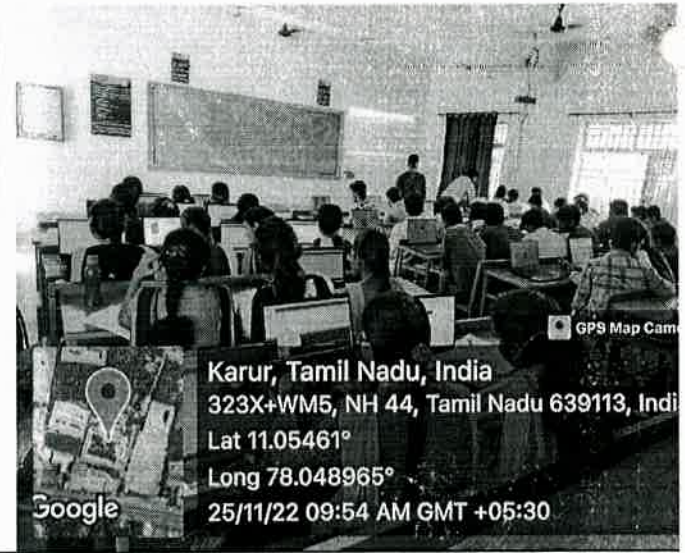 GPS Map Came
Karur, Tamil Nadu, India
323X+WM5, NH 44, Tamil Nadu 639113, Indi
Lat 11.05461°
Long 78.048965°
25/11/22 09:54 AM GMT +05:30
Google